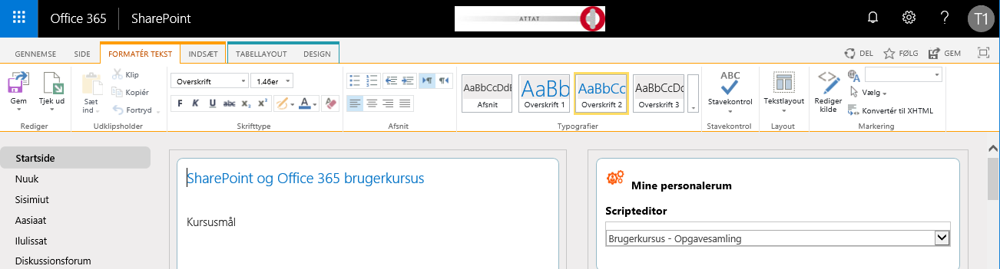 Office 365 SharePoint ATTAT ? T1
GENNEMSE SIDE FORMATÉR TEKST INDSÆT TABELLAYOUT DESIGN DEL FØLG GEM
Gem Tjek ud
Rediger
Sæt ind Klip
Kopiér
Fortryd
Udklipsholder
Overskrift 1.46er
F K U abc x₂ x² A
Skrifttype
Afsnit
AaBbCcDdE AaBb AaBbCc AaBbCcDc
Afsnit Overskrift 1 Overskrift 2 Overskrift 3
Typografier
ABC
Stavekontrol
Stavekontrol
Tekstlayout
Layout
Rediger kilde
Vælg
Konvertér til XHTML
Markering
Startside
Nuuk
Sisimiut
Aasiaat
Ilulissat
Diskussionsforum
SharePoint og Office 365 brugerkursus
Kursusmål
Mine personalerum
Scripteditor
Brugerkursus - Opgavesamling